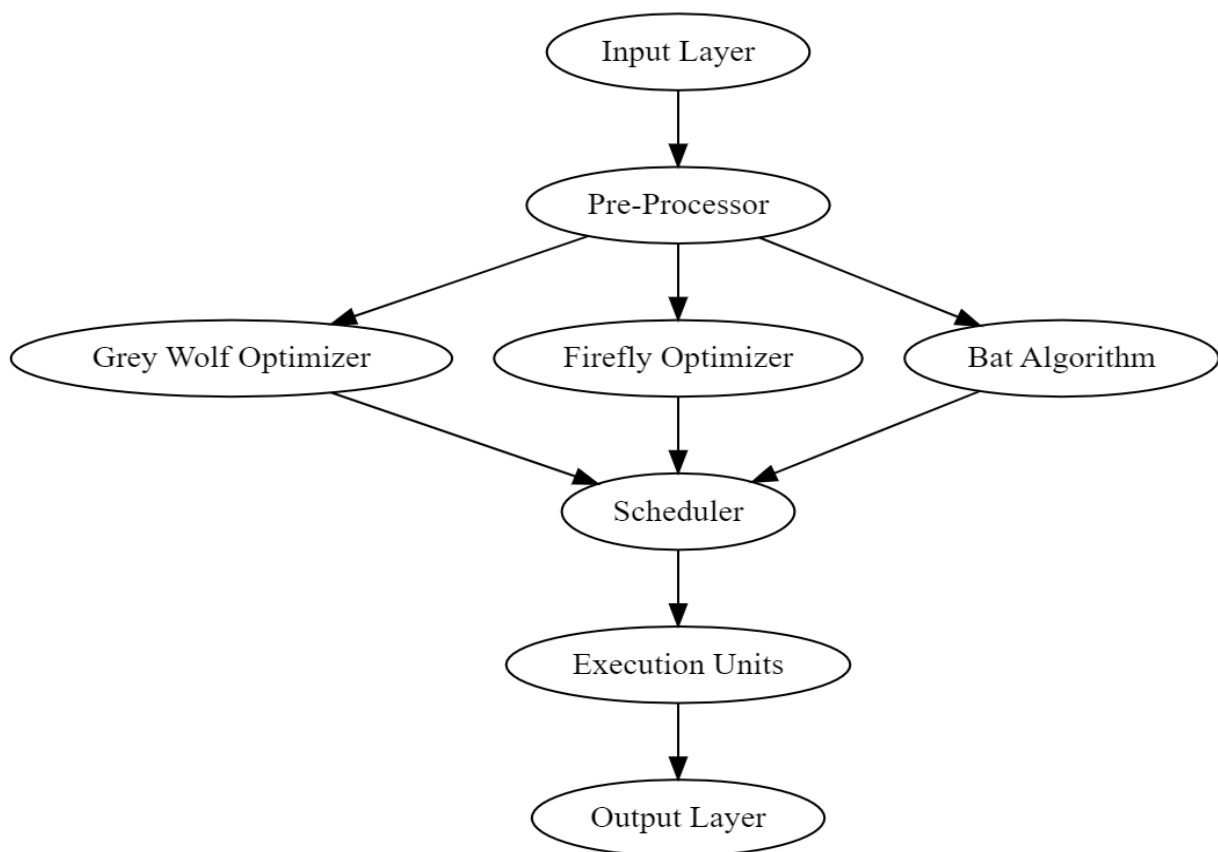 Input Layer
Pre-Processor
Grey Wolf Optimizer
Firefly Optimizer
Bat Algorithm
Scheduler
Execution Units
Output Layer